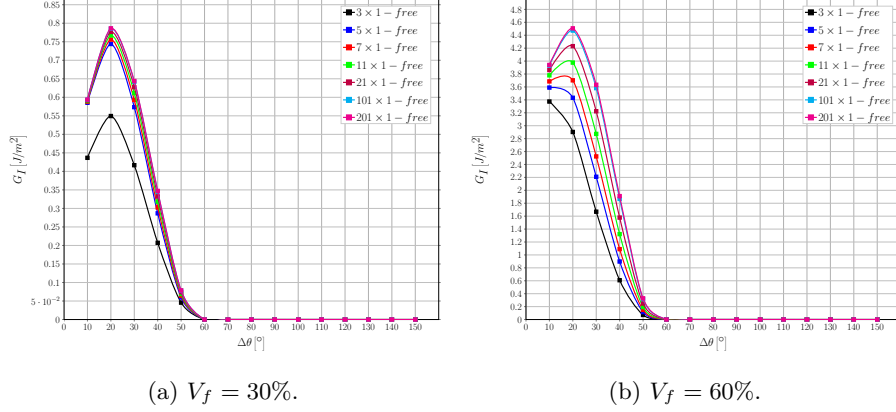 0.85
0.8
0.75
0.7
0.65
0.6
0.55
0.5
0.45
0.4
0.35
0.3
0.25
0.2
0.15
0.1
5 · 10⁻²
0
G_I [J/m²]
0 10 20 30 40 50 60 70 80 90 100 110 120 130 140 150
Δθ [°]
3 × 1 − free
5 × 1 − free
7 × 1 − free
11 × 1 − free
21 × 1 − free
101 × 1 − free
201 × 1 − free
(a) V_f = 30%.
4.8
4.6
4.4
4.2
4
3.8
3.6
3.4
3.2
3
2.8
2.6
2.4
2.2
2
1.8
1.6
1.4
1.2
1
0.8
0.6
0.4
0.2
0
G_I [J/m²]
0 10 20 30 40 50 60 70 80 90 100 110 120 130 140 150
Δθ [°]
3 × 1 − free
5 × 1 − free
7 × 1 − free
11 × 1 − free
21 × 1 − free
101 × 1 − free
201 × 1 − free
(b) V_f = 60%.